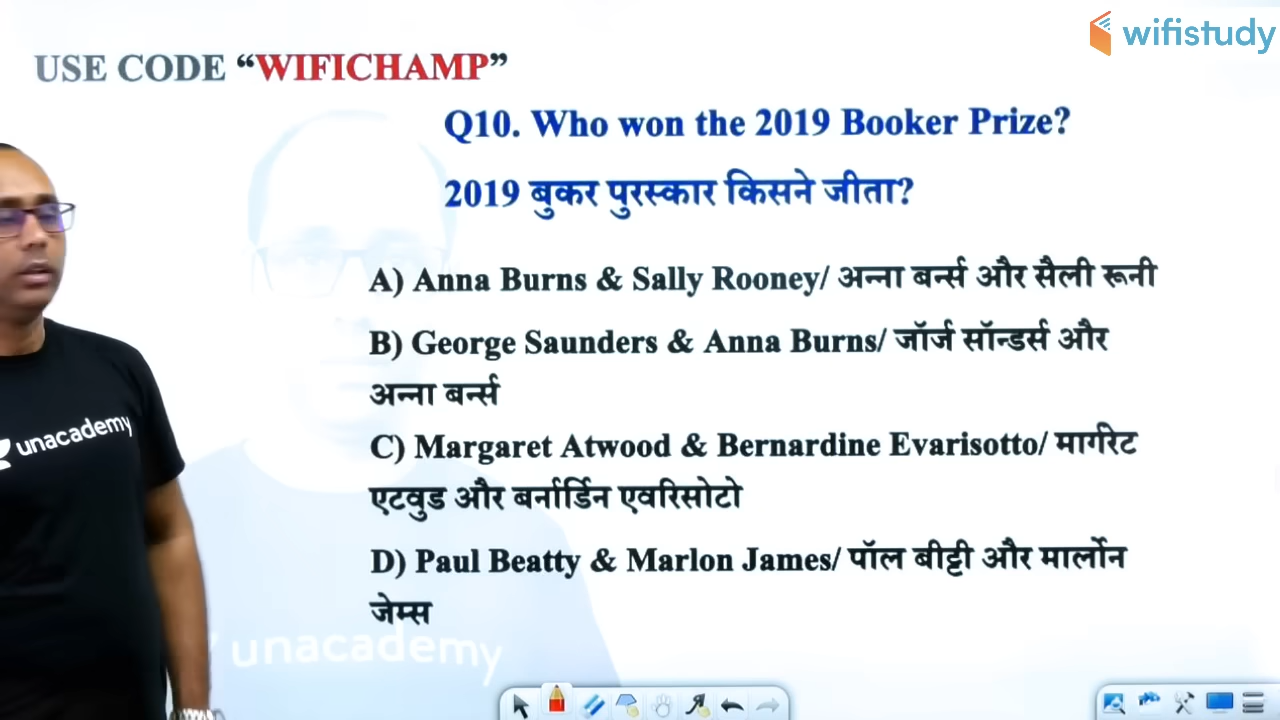 wifistudy
USE CODE “WIFICHAMP”
Q10. Who won the 2019 Booker Prize?
2019 बुकर पुरस्कार किसने जीता?
A) Anna Burns & Sally Rooney/ अन्ना बर्न्स और सैली रूनी
B) George Saunders & Anna Burns/ जॉर्ज सॉन्डर्स और
अन्ना बर्न्स
C) Margaret Atwood & Bernardine Evarisotto/ मार्गरेट
एटवुड और बर्नार्डिन एवरिसोटो
D) Paul Beatty & Marlon James/ पॉल बीट्टी और मार्लोन
जेम्स
unacademy
unacademy